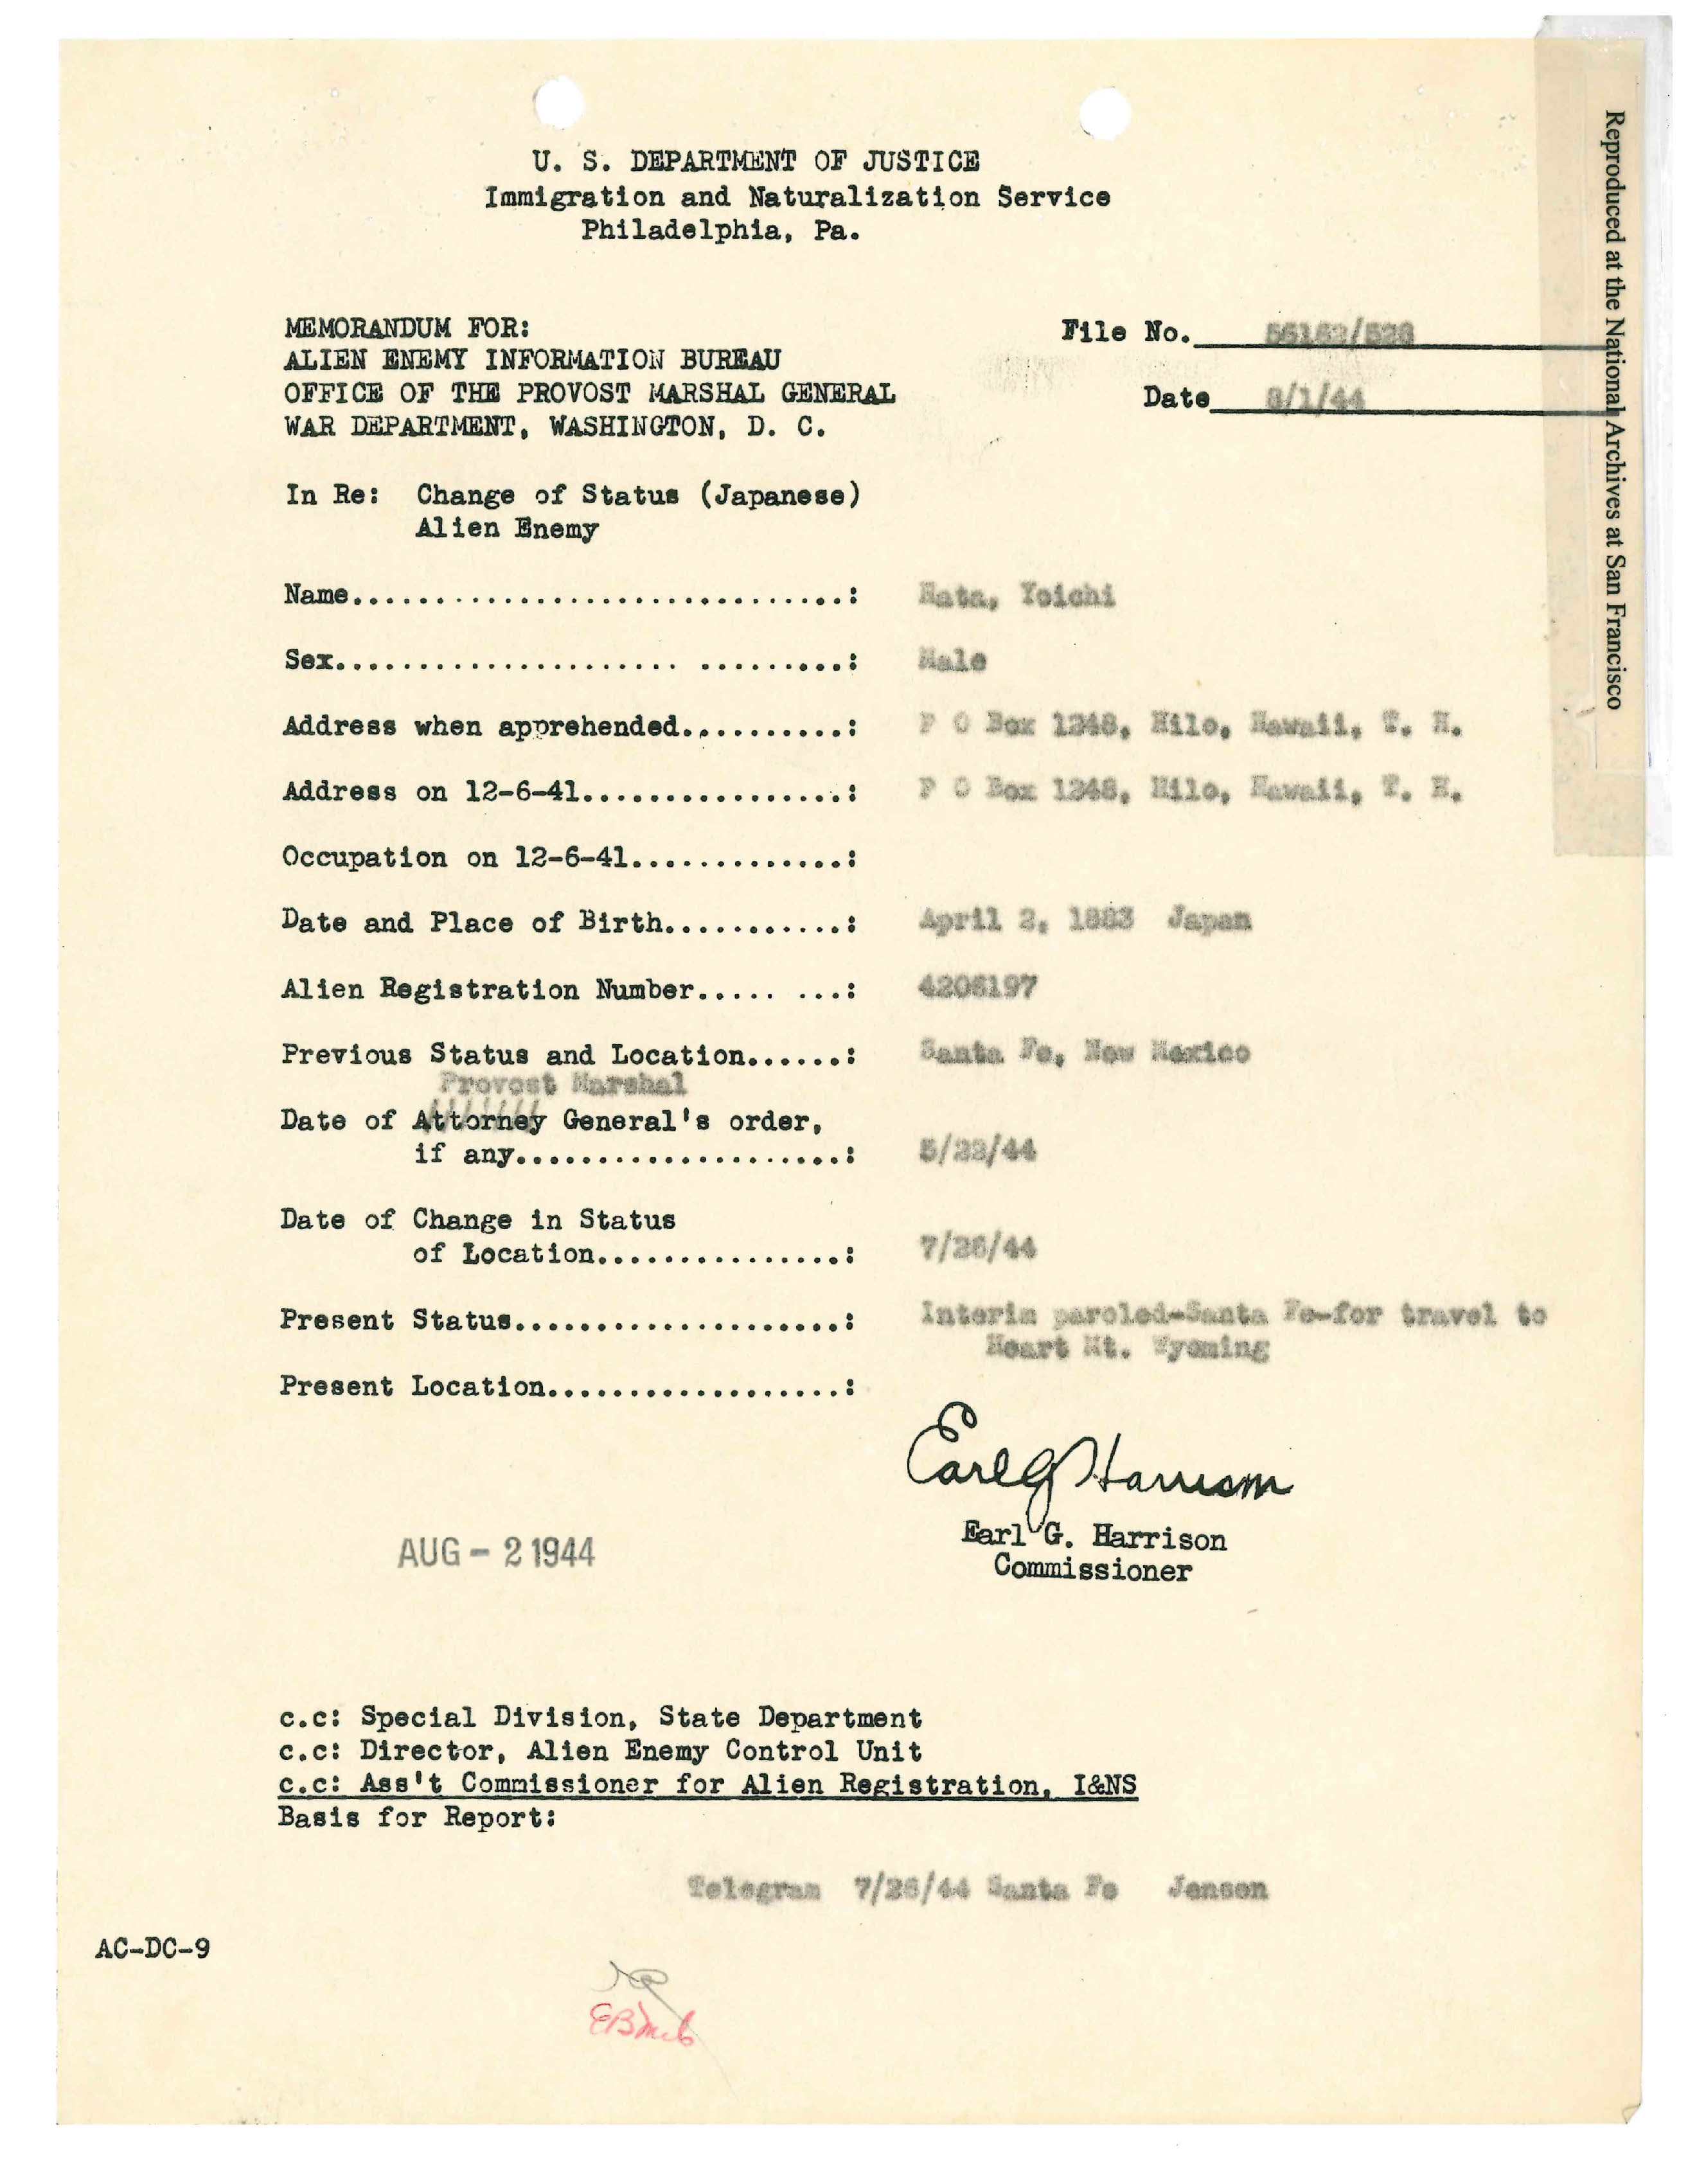 U. S. DEPARTMENT OF JUSTICE
Immigration and Naturalization Service
Philadelphia, Pa.
MEMORANDUM FOR:
ALIEN ENEMY INFORMATION BUREAU
OFFICE OF THE PROVOST MARSHAL GENERAL
WAR DEPARTMENT, WASHINGTON, D. C.
File No. 56162/526
Date 8/1/44
In Re: Change of Status (Japanese)
Alien Enemy
Name..............................: Hata, Yoichi
Sex..................... .........: Male
Address when apprehended..........: P O Box 1248, Hilo, Hawaii, T. H.
Address on 12-6-41................: P O Box 1248, Hilo, Hawaii, T. H.
Occupation on 12-6-41.............:
Date and Place of Birth...........: April 2, 1883 Japan
Alien Registration Number..... ...: 4206197
Previous Status and Location......: Santa Fe, New Mexico
Provost Marshal
Date of Attorney General's order,
if any....................: 5/22/44
Date of Change in Status
of Location...............: 7/26/44
Present Status....................: Interim paroled-Santa Fe-for travel to
Heart Mt. Wyoming
Present Location..................:
Earl G Harrison
Earl G. Harrison
Commissioner
AUG - 2 1944
c.c: Special Division, State Department
c.c: Director, Alien Enemy Control Unit
c.c: Ass't Commissioner for Alien Registration, I&NS
Basis for Report:
Telegram 7/26/44 Santa Fe Jensen
AC-DC-9
Reproduced at the National Archives at San Francisco